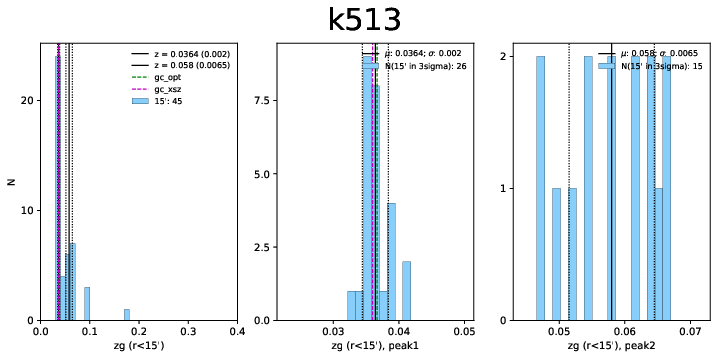 k513
z = 0.0364 (0.002)
z = 0.058 (0.0065)
gc_opt
gc_xsz
15': 45
N
20
10
0
0.0 0.1 0.2 0.3 0.4
zg (r<15')
μ: 0.0364; σ: 0.002
N(15' in 3sigma): 26
7.5
5.0
2.5
0.0
0.03 0.04 0.05
zg (r<15'), peak1
μ: 0.058; σ: 0.0065
N(15' in 3sigma): 15
2
1
0
0.05 0.06 0.07
zg (r<15'), peak2